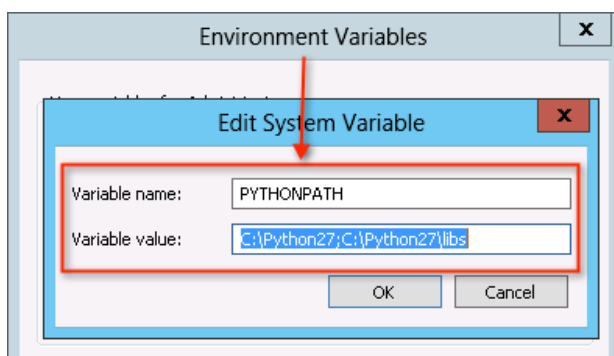 Environment Variables
x
Edit System Variable
x
Variable name:
PYTHONPATH
Variable value:
C:\Python27;C:\Python27\libs
OK
Cancel